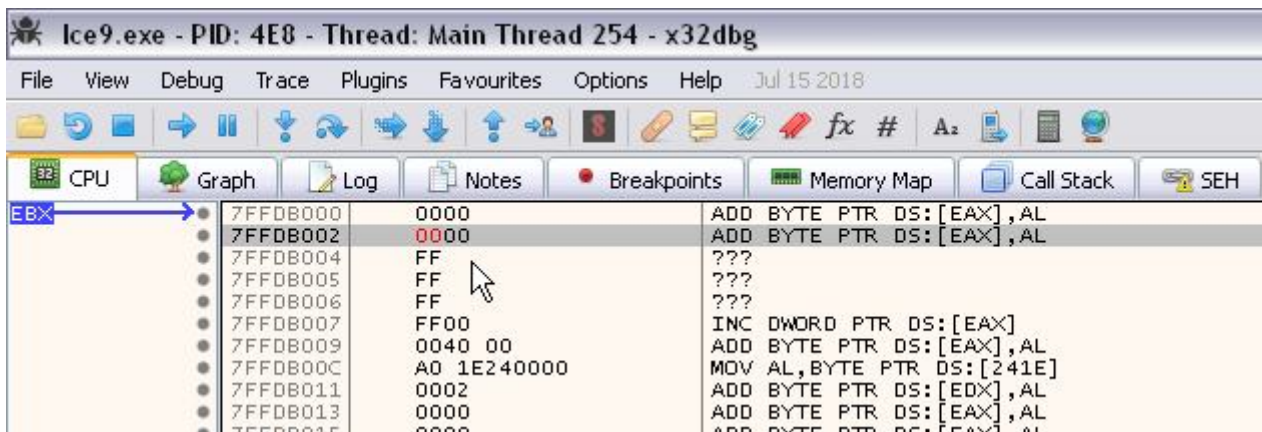 Ice9.exe - PID: 4E8 - Thread: Main Thread 254 - x32dbg
File View Debug Trace Plugins Favourites Options Help Jul 15 2018
S fx # Az
32 CPU Graph Log Notes Breakpoints Memory Map Call Stack SEH
EBX 7FFDB000 0000 ADD BYTE PTR DS:[EAX],AL
7FFDB002 0000 ADD BYTE PTR DS:[EAX],AL
7FFDB004 FF ???
7FFDB005 FF ???
7FFDB006 FF ???
7FFDB007 FF00 INC DWORD PTR DS:[EAX]
7FFDB009 0040 00 ADD BYTE PTR DS:[EAX],AL
7FFDB00C A0 1E240000 MOV AL,BYTE PTR DS:[241E]
7FFDB011 0002 ADD BYTE PTR DS:[EDX],AL
7FFDB013 0000 ADD BYTE PTR DS:[EAX],AL